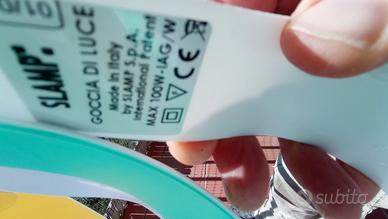 SLAMP®
GOCCIA DI LUCE
Made in Italy
by SLAMP S.p.A.
International Patent
MAX 100W-IAG/W
CE
subito